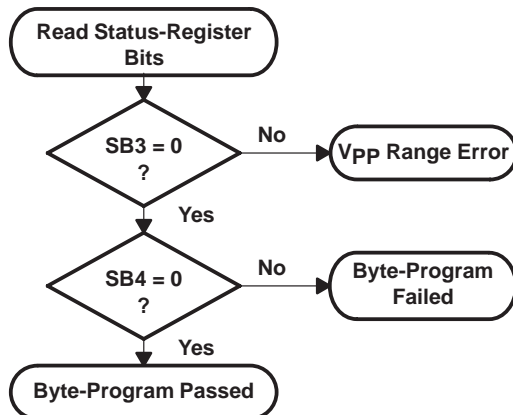 Read Status-Register
Bits
SB3 = 0
?
No
VPP Range Error
Yes
SB4 = 0
?
No
Byte-Program
Failed
Yes
Byte-Program Passed